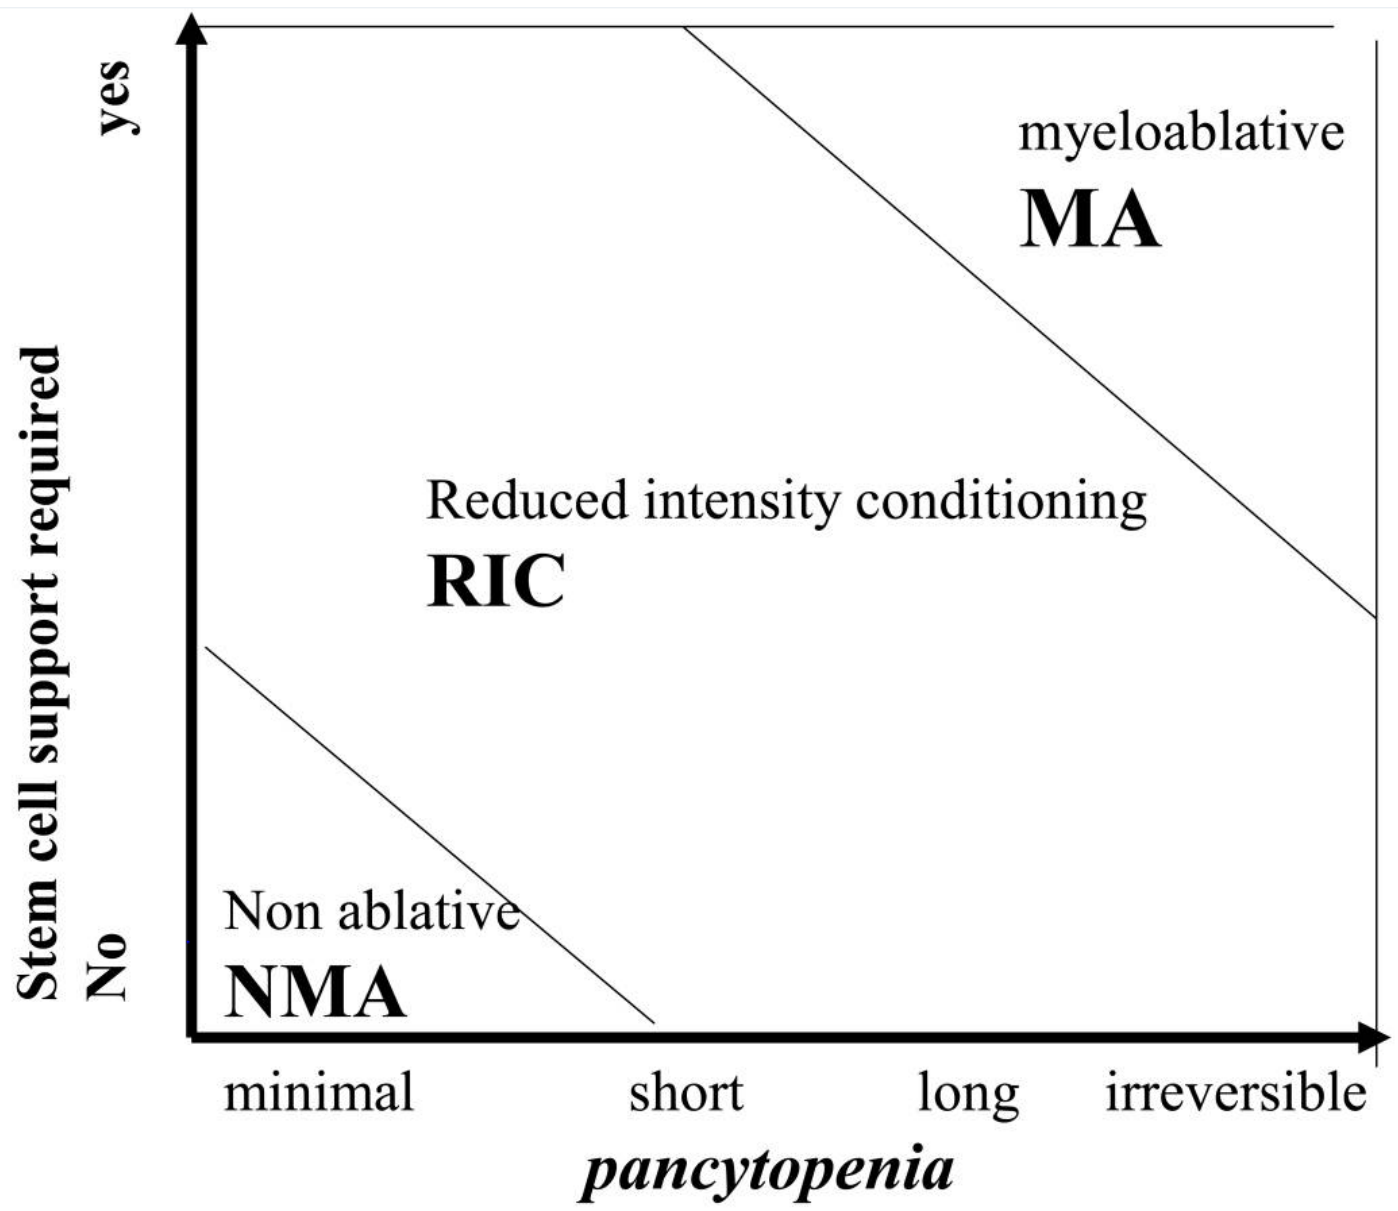 yes
Stem cell support required
No
myeloablative
MA
Reduced intensity conditioning
RIC
Non ablative
NMA
minimal short long irreversible
pancytopenia